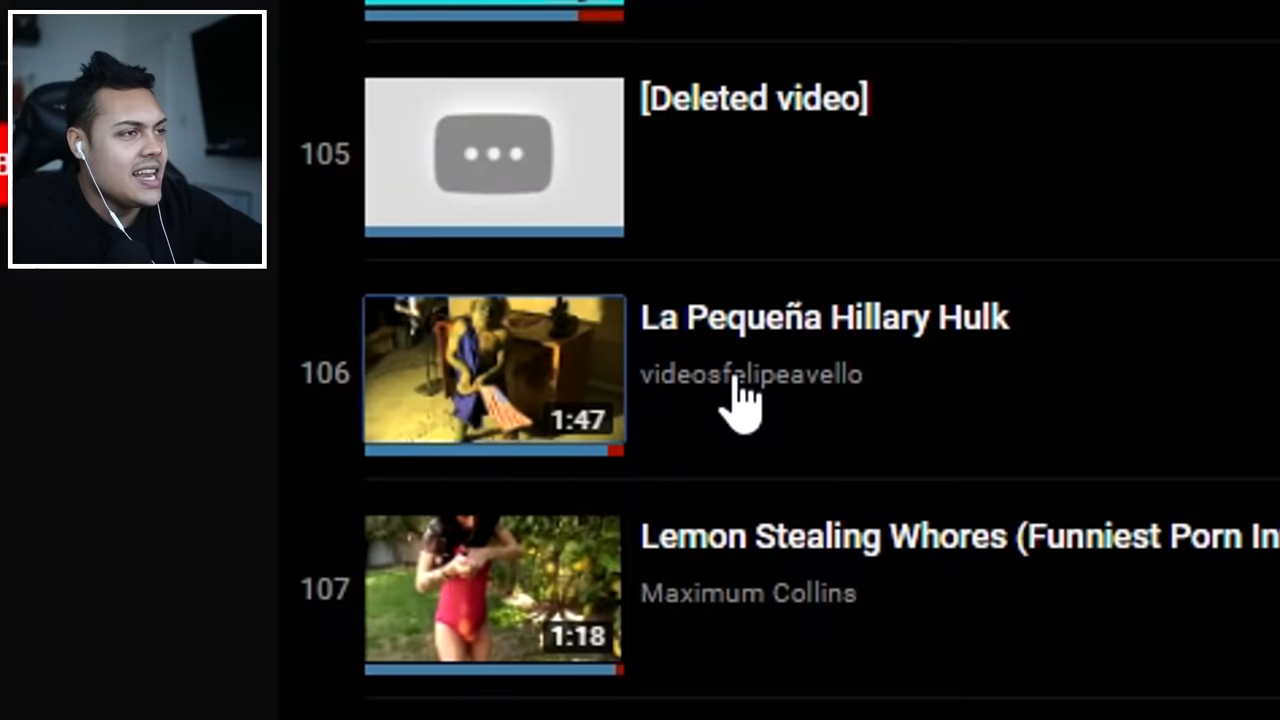 105
[Deleted video]
106
1:47
La Pequeña Hillary Hulk
videosfelipeavello
107
1:18
Lemon Stealing Whores (Funniest Porn In
Maximum Collins